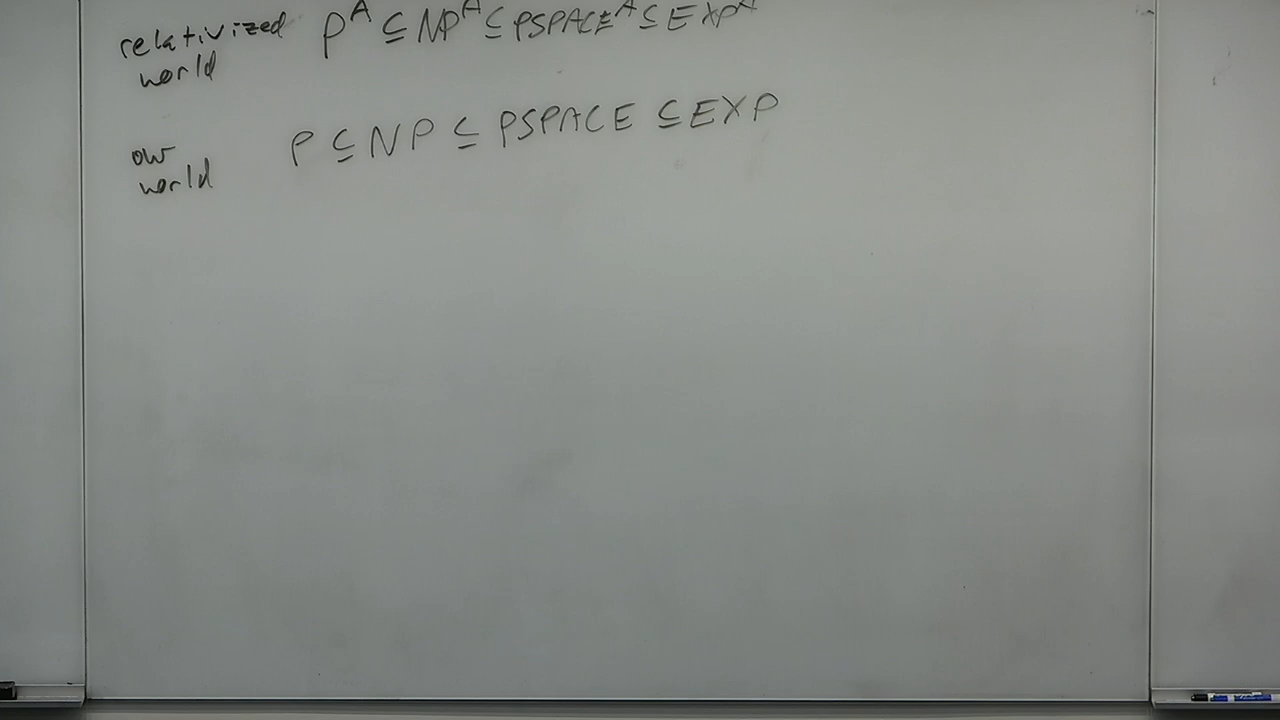 relativized P^A ⊆ NP^A ⊆ PSPACE^A ⊆ EXP^A
world
our P ⊆ NP ⊆ PSPACE ⊆ EXP
world